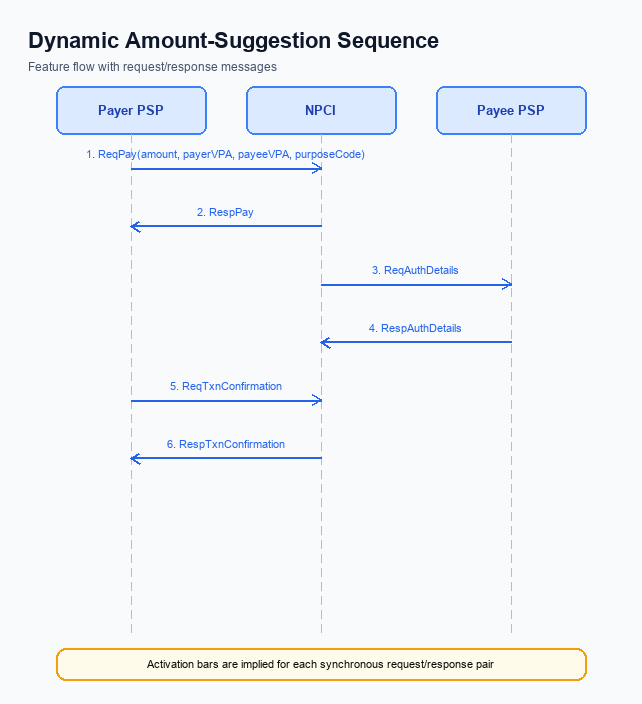 Dynamic Amount-Suggestion Sequence
Feature flow with request/response messages
Payer PSP
NPCI
Payee PSP
1. ReqPay(amount, payerVPA, payeeVPA, purposeCode)
2. RespPay
3. ReqAuthDetails
4. RespAuthDetails
5. ReqTxnConfirmation
6. RespTxnConfirmation
Activation bars are implied for each synchronous request/response pair